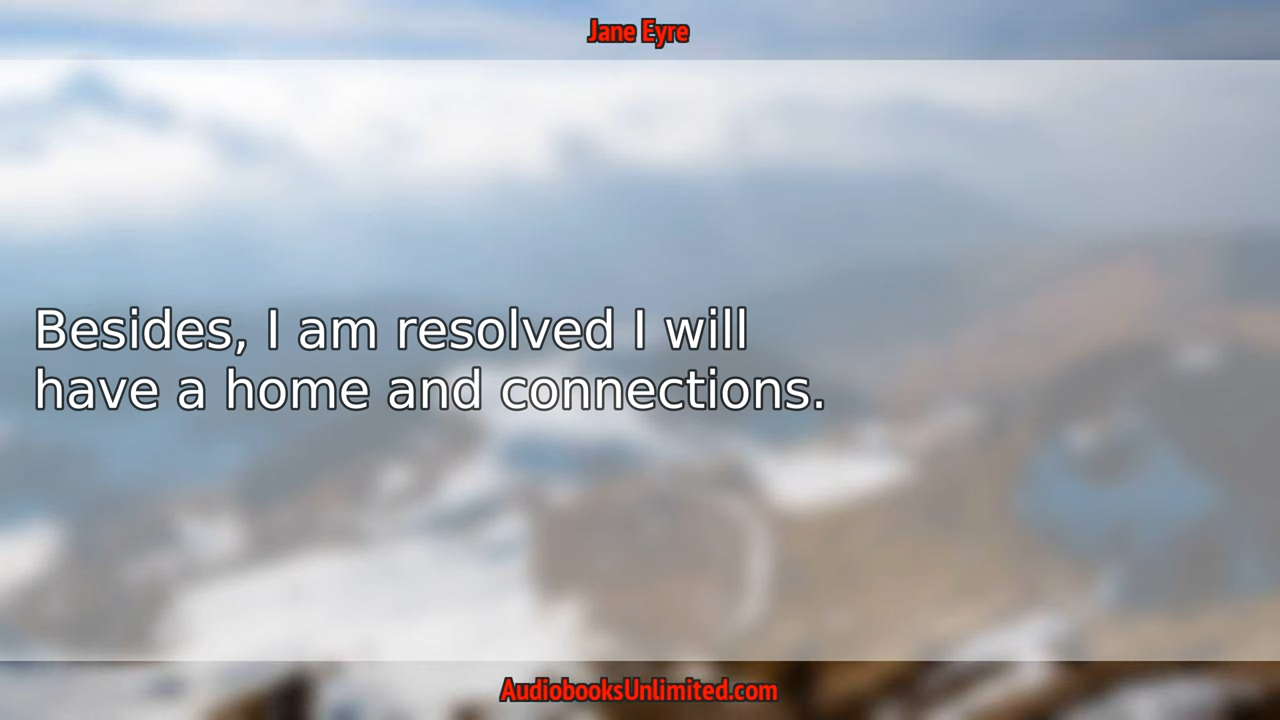 Jane Eyre
Besides, I am resolved I will
have a home and connections.
AudiobooksUnlimited.com